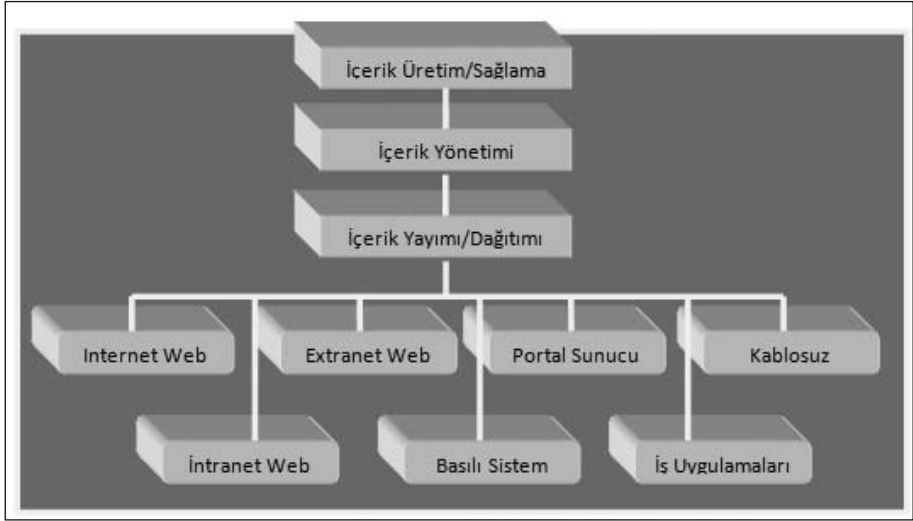 İçerik Üretim/Sağlama
İçerik Yönetimi
İçerik Yayımı/Dağıtımı
Internet Web
Extranet Web
Portal Sunucu
Kablosuz
İntranet Web
Basılı Sistem
İş Uygulamaları